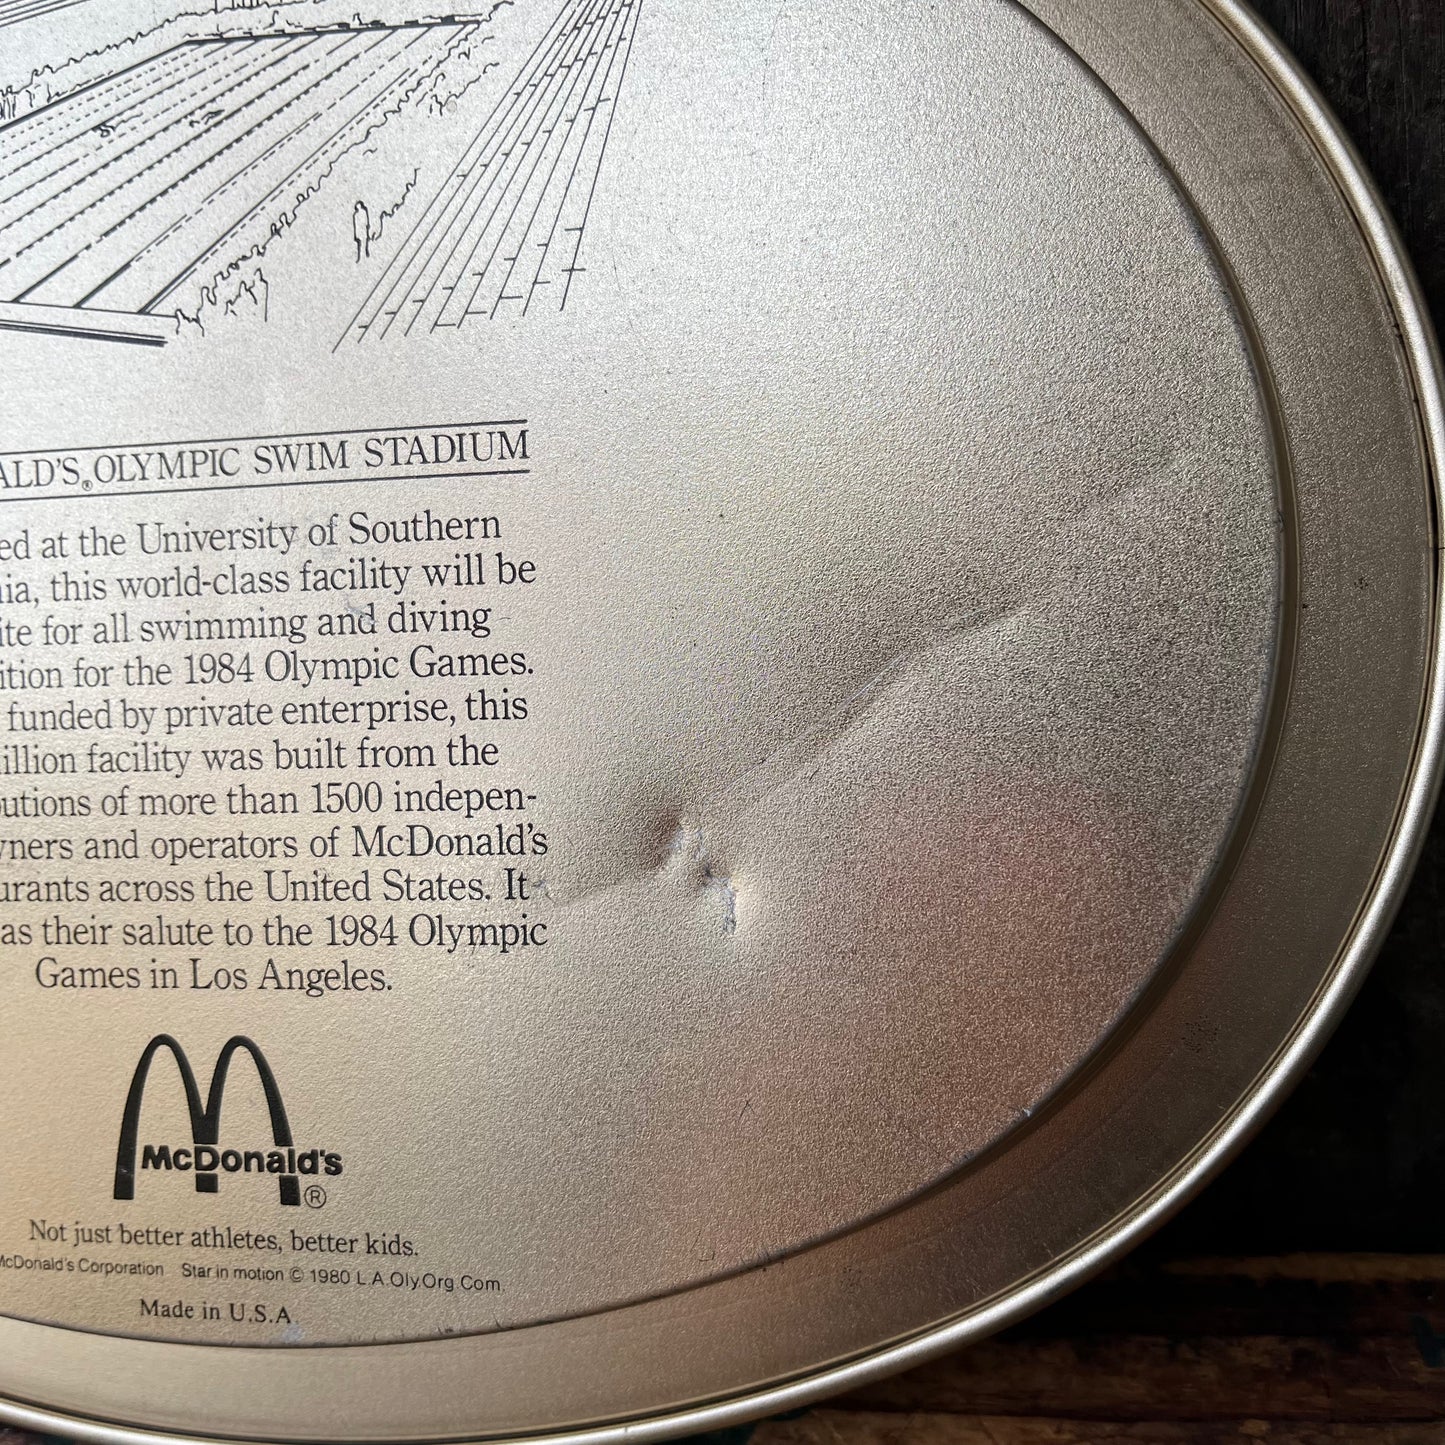 ALD'S® OLYMPIC SWIM STADIUM
ed at the University of Southern
nia, this world-class facility will be
ite for all swimming and diving
ition for the 1984 Olympic Games.
funded by private enterprise, this
illion facility was built from the
utions of more than 1500 indepen-
wners and operators of McDonald's
urants across the United States. It
as their salute to the 1984 Olympic
Games in Los Angeles.
McDonald's
®
Not just better athletes, better kids.
McDonald's Corporation Star in motion © 1980 L.A.Oly.Org.Com.
Made in U.S.A.